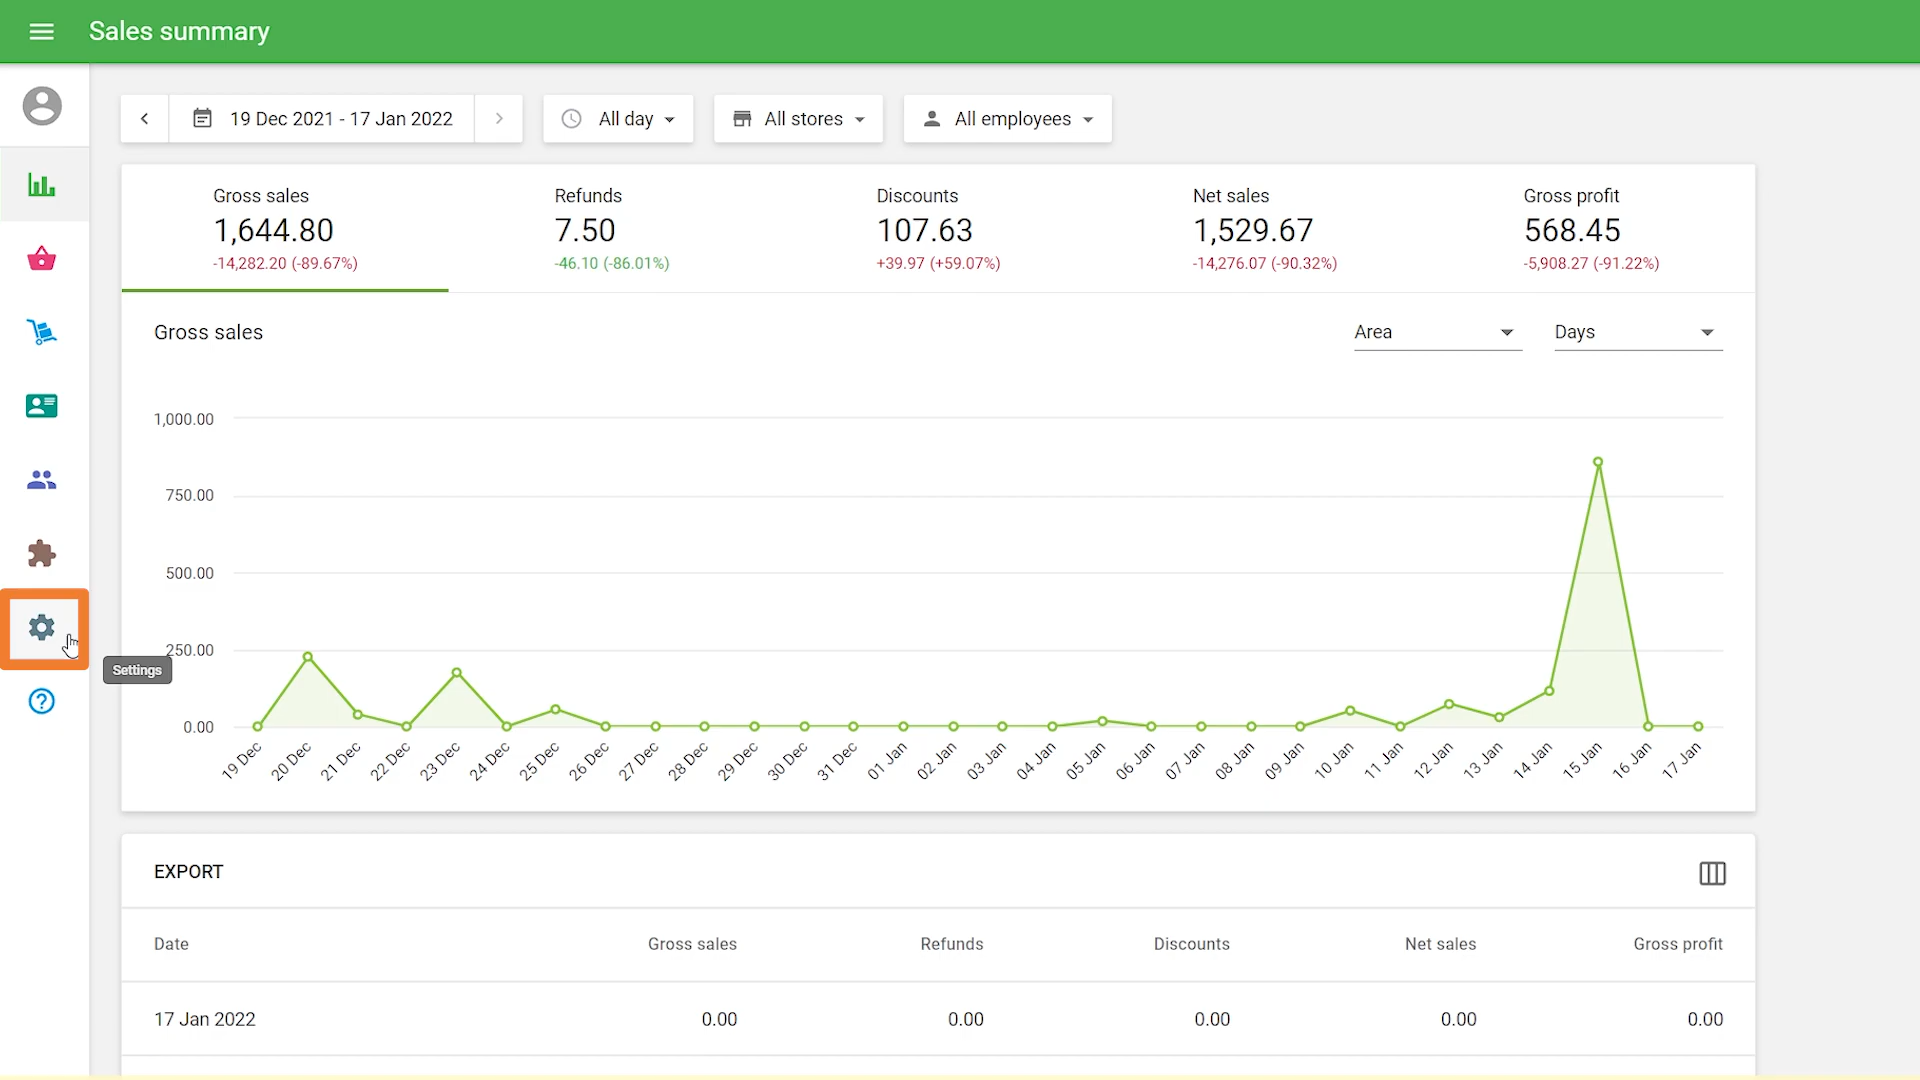 Sales summary
19 Dec 2021 - 17 Jan 2022
All day
All stores
All employees
Gross sales
1,644.80
-14,282.20 (-89.67%)
Refunds
7.50
-46.10 (-86.01%)
Discounts
107.63
+39.97 (+59.07%)
Net sales
1,529.67
-14,276.07 (-90.32%)
Gross profit
568.45
-5,908.27 (-91.22%)
Gross sales
Area
Days
1,000.00
750.00
500.00
250.00
0.00
Settings
19 Dec
20 Dec
21 Dec
22 Dec
23 Dec
24 Dec
25 Dec
26 Dec
27 Dec
28 Dec
29 Dec
30 Dec
31 Dec
01 Jan
02 Jan
03 Jan
04 Jan
05 Jan
06 Jan
07 Jan
08 Jan
09 Jan
10 Jan
11 Jan
12 Jan
13 Jan
14 Jan
15 Jan
16 Jan
17 Jan
EXPORT
Date Gross sales Refunds Discounts Net sales Gross profit
17 Jan 2022 0.00 0.00 0.00 0.00 0.00